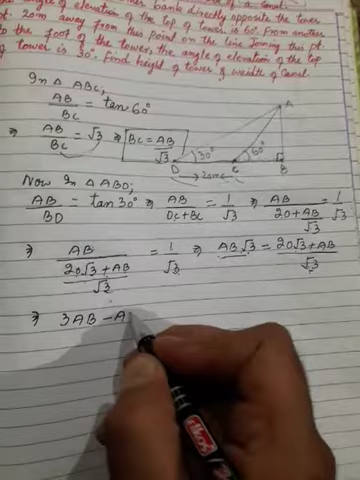 angle of elevation of the top of tower is 60° from another
pt. 20m away from this point on the line Joining this pt.
to the foot of the tower, the angle of elevation of the top
of tower is 30°. find height of tower & width of Canal.
In △ ABC,
AB/BC = tan 60°
⇒ AB/BC = √3 ⇒ BC = AB/√3
A
D 30° C 60° B
20m
Now In △ ABD,
AB/BD = tan 30° ⇒ AB/DC+BC = 1/√3 ⇒ AB/20+AB/√3 = 1/√3
⇒ AB/20√3+AB/√3 = 1/√3 ⇒ AB√3 = 20√3+AB/√3
⇒ 3AB - A